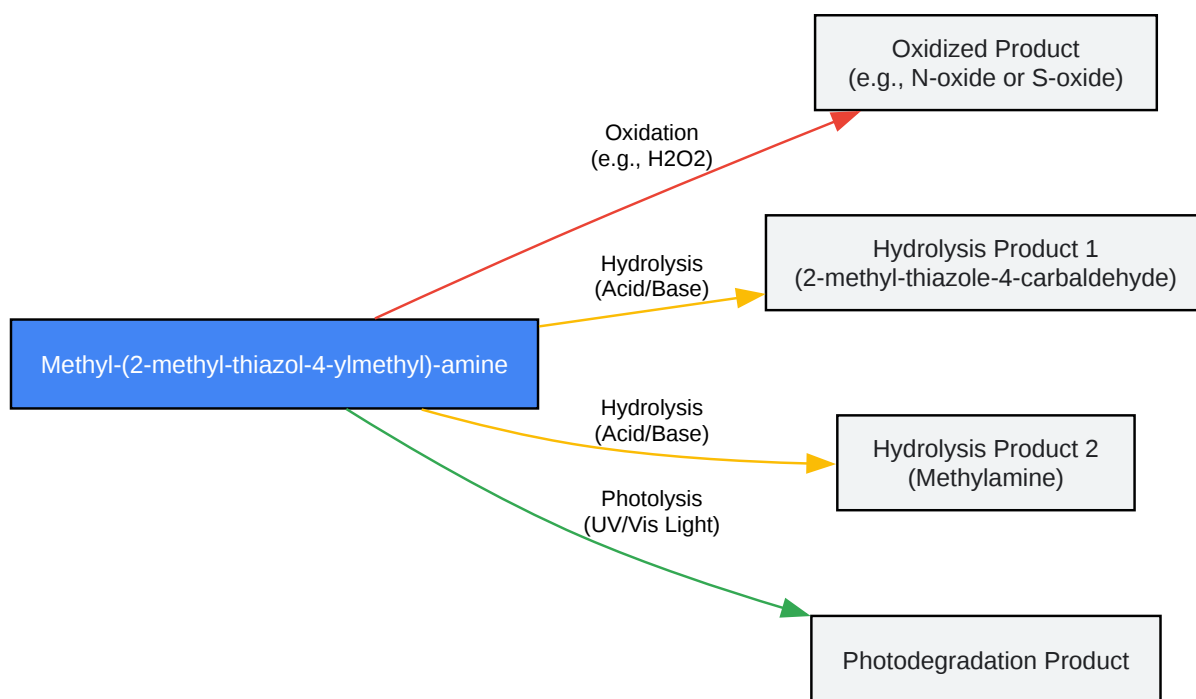 Oxidized Product
(e.g., N-oxide or S-oxide)
Oxidation
(e.g., H2O2)
Hydrolysis Product 1
(2-methyl-thiazole-4-carbaldehyde)
Hydrolysis
(Acid/Base)
Methyl-(2-methyl-thiazol-4-ylmethyl)-amine
Hydrolysis
(Acid/Base)
Hydrolysis Product 2
(Methylamine)
Photolysis
(UV/Vis Light)
Photodegradation Product